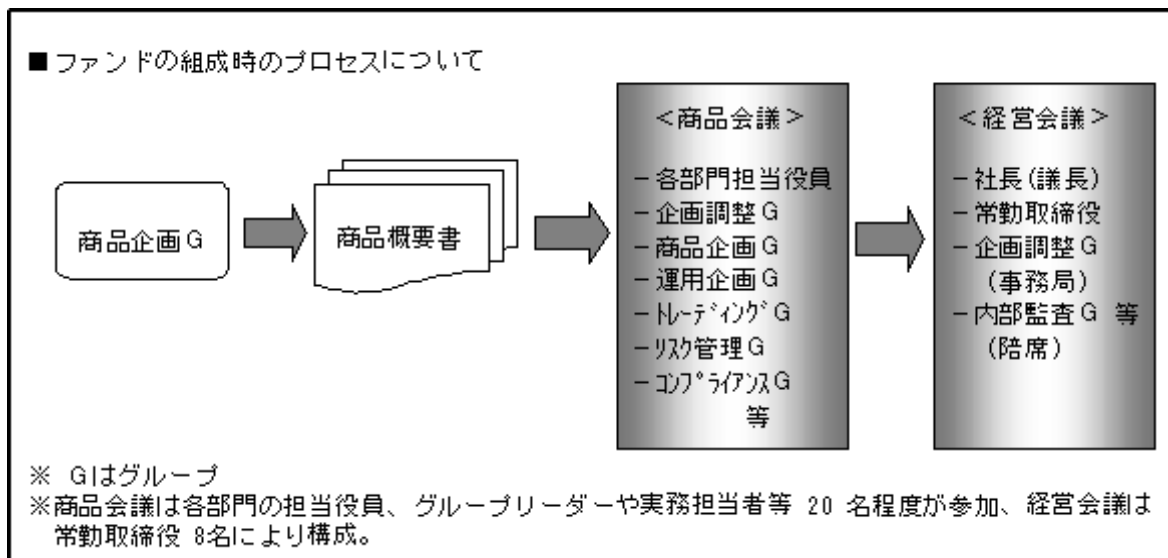 ■ファンドの組成時のプロセスについて
商品企画G
商品概要書
＜商品会議＞
－各部門担当役員
－企画調整G
－商品企画G
－運用企画G
－ﾄﾚｰﾃﾞｨﾝｸﾞG
－ﾘｽｸ管理G
－ｺﾝﾌﾟﾗｲｱﾝｽG
等
＜経営会議＞
－社長(議長)
－常勤取締役
－企画調整G
(事務局)
－内部監査G 等
(陪席)
※ Gはグループ
※商品会議は各部門の担当役員、グループリーダーや実務担当者等 20 名程度が参加、経営会議は
常勤取締役 8名により構成。